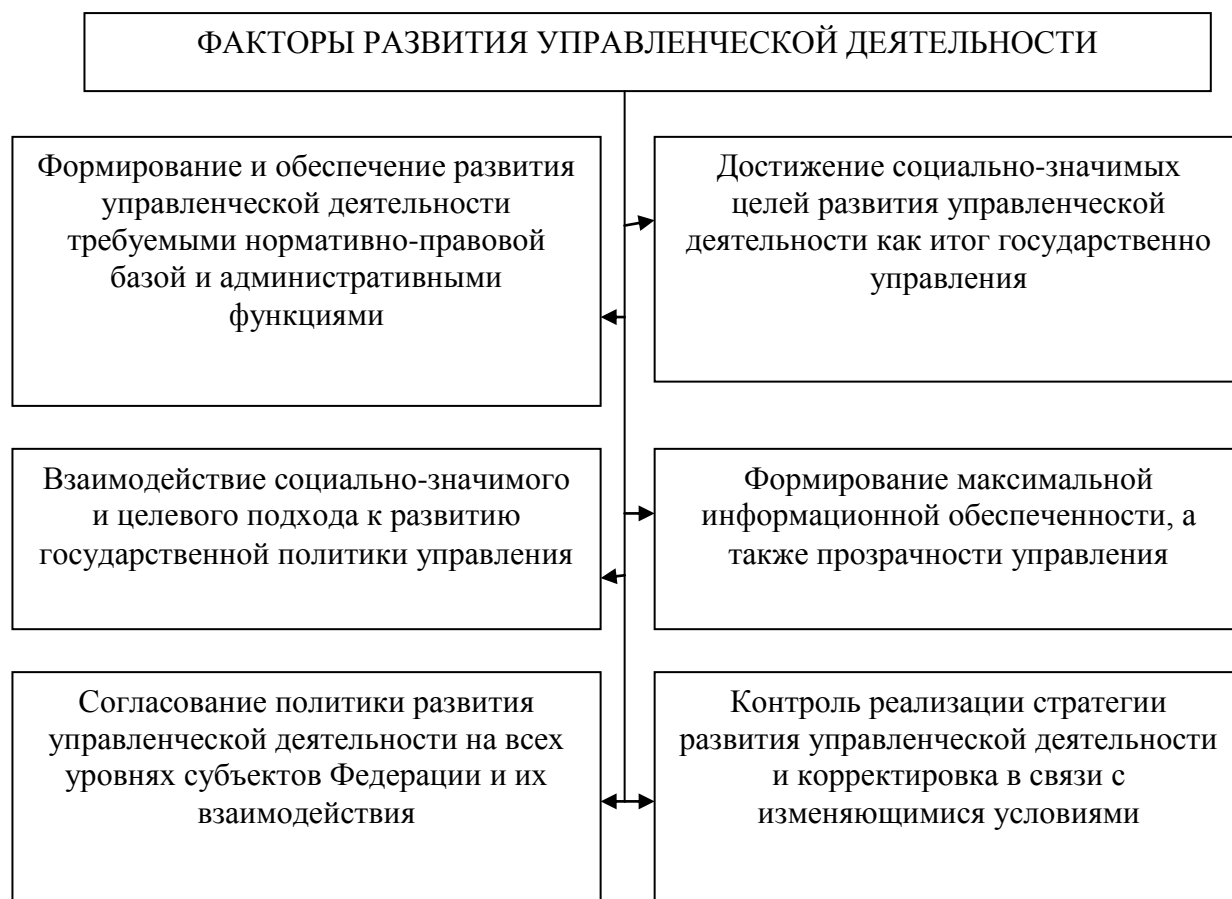 ФАКТОРЫ РАЗВИТИЯ УПРАВЛЕНЧЕСКОЙ ДЕЯТЕЛЬНОСТИ
Формирование и обеспечение развития
управленческой деятельности
требуемыми нормативно-правовой
базой и административными
функциями
Достижение социально-значимых
целей развития управленческой
деятельности как итог государственно
управления
Взаимодействие социально-значимого
и целевого подхода к развитию
государственной политики управления
Формирование максимальной
информационной обеспеченности, а
также прозрачности управления
Согласование политики развития
управленческой деятельности на всех
уровнях субъектов Федерации и их
взаимодействия
Контроль реализации стратегии
развития управленческой деятельности
и корректировка в связи с
изменяющимися условиями